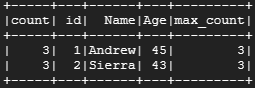 +-----+---+------+---+---------+
|count| id|  Name|Age|max_count|
+-----+---+------+---+---------+
|    3|  1|Andrew| 45|        3|
|    3|  2|Sierra| 43|        3|
+-----+---+------+---+---------+